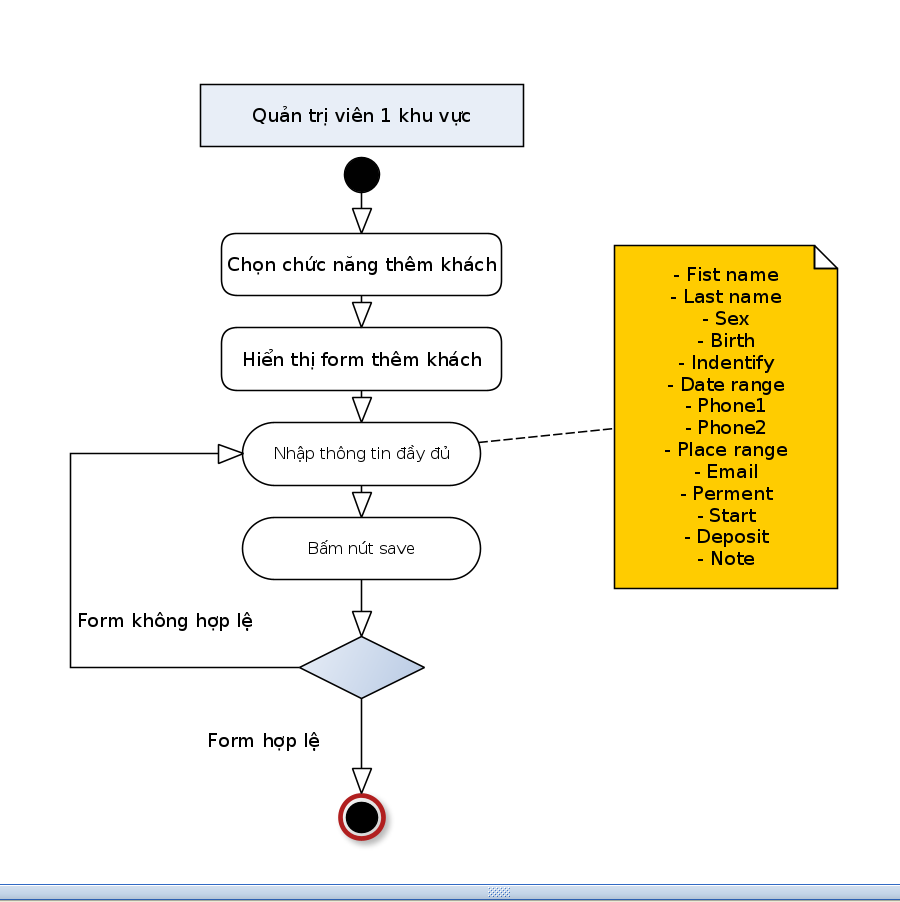 Quản trị viên 1 khu vực
Chọn chức năng thêm khách
Hiển thị form thêm khách
Nhập thông tin đầy đủ
Bấm nút save
Form không hợp lệ
Form hợp lệ
- Fist name
- Last name
- Sex
- Birth
- Indentify
- Date range
- Phone1
- Phone2
- Place range
- Email
- Perment
- Start
- Deposit
- Note